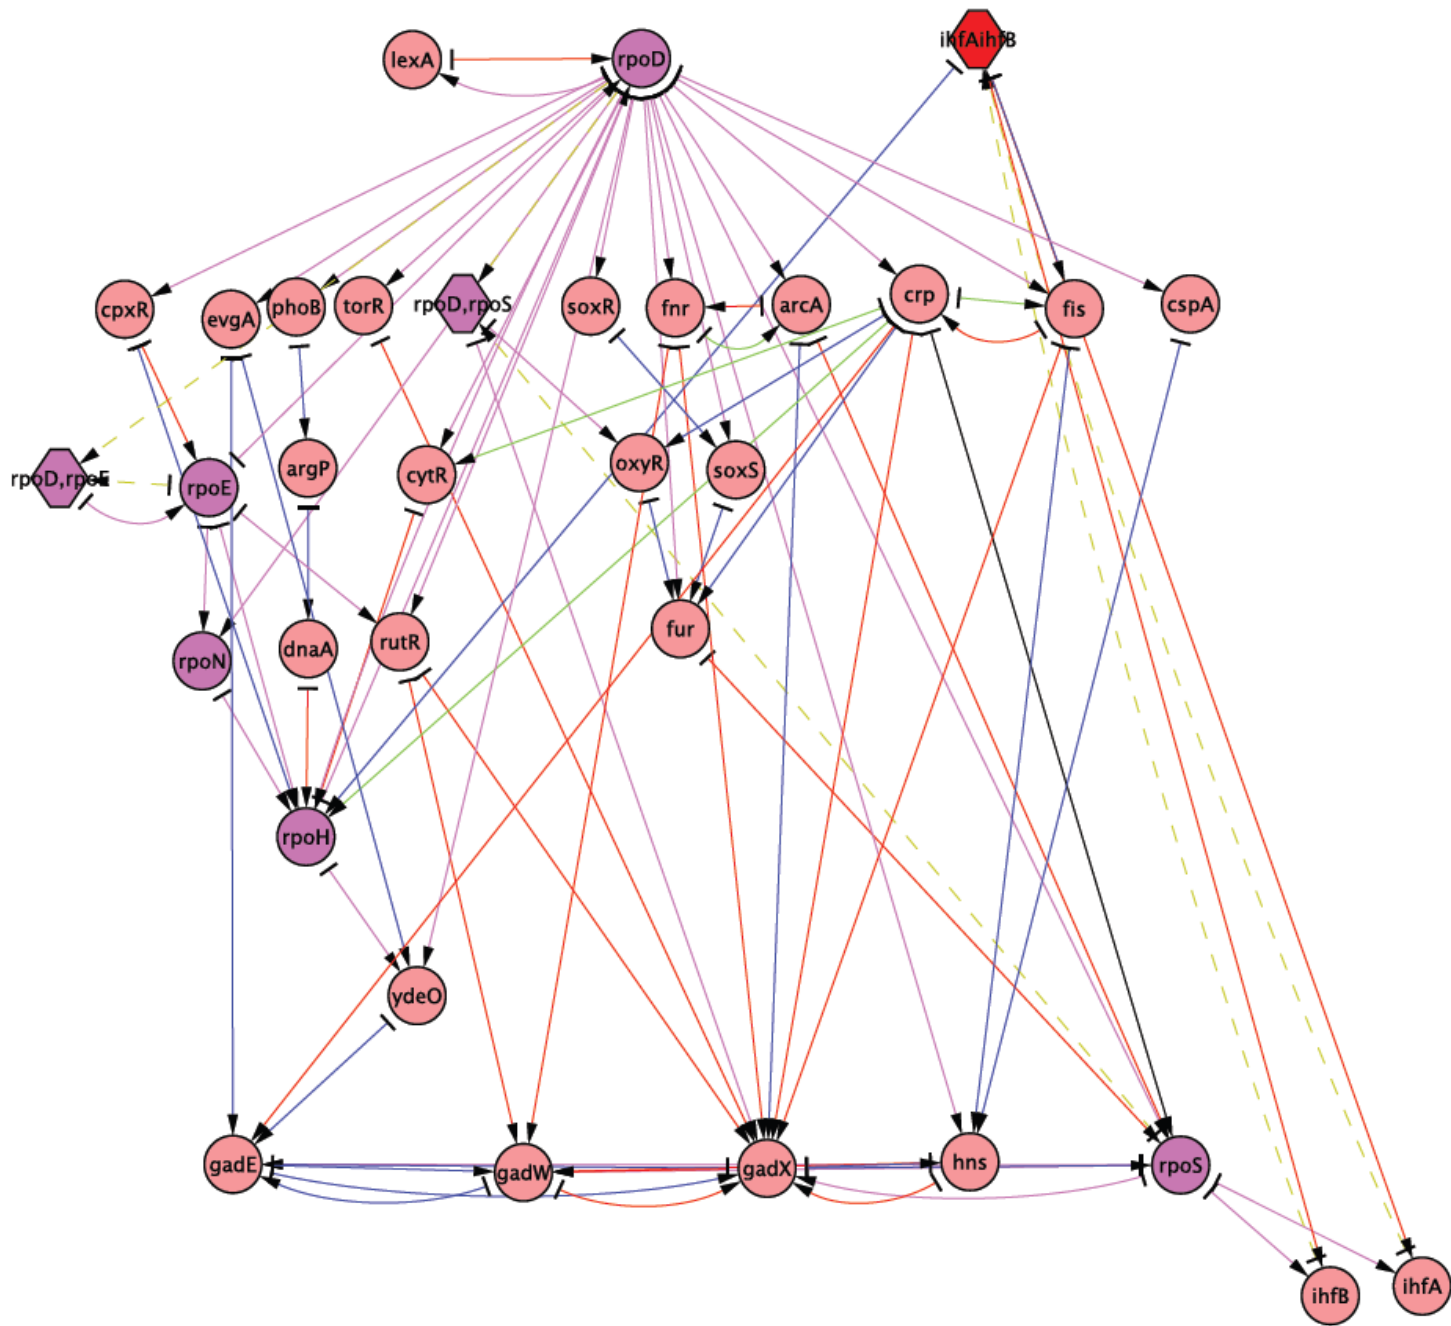 lexA
rpoD
ihfAihfB
cpxR
evgA
phoB
torR
rpoD,rpoS
soxR
fnr
arcA
crp
fis
cspA
rpoD,rpoE
rpoE
argP
cytR
oxyR
soxS
rpoN
dnaA
rutR
fur
rpoH
ydeO
gadE
gadW
gadX
hns
rpoS
ihfB
ihfA